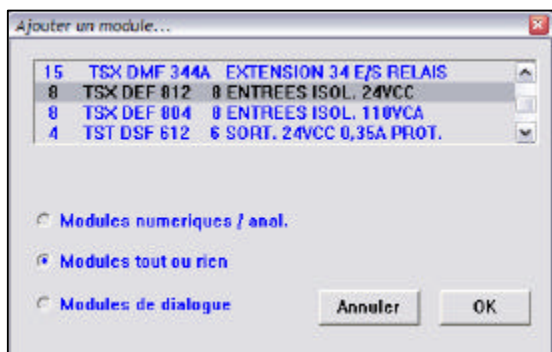 Ajouter un module...
15 TSX DMF 344A EXTENSION 34 E/S RELAIS
8 TSX DEF 812 8 ENTREES ISOL. 24VCC
8 TSX DEF 804 8 ENTREES ISOL. 110VCA
4 TST DSF 612 6 SORT. 24VCC 0,35A PROT.
Modules numeriques / anal.
Modules tout ou rien
Modules de dialogue
Annuler
OK